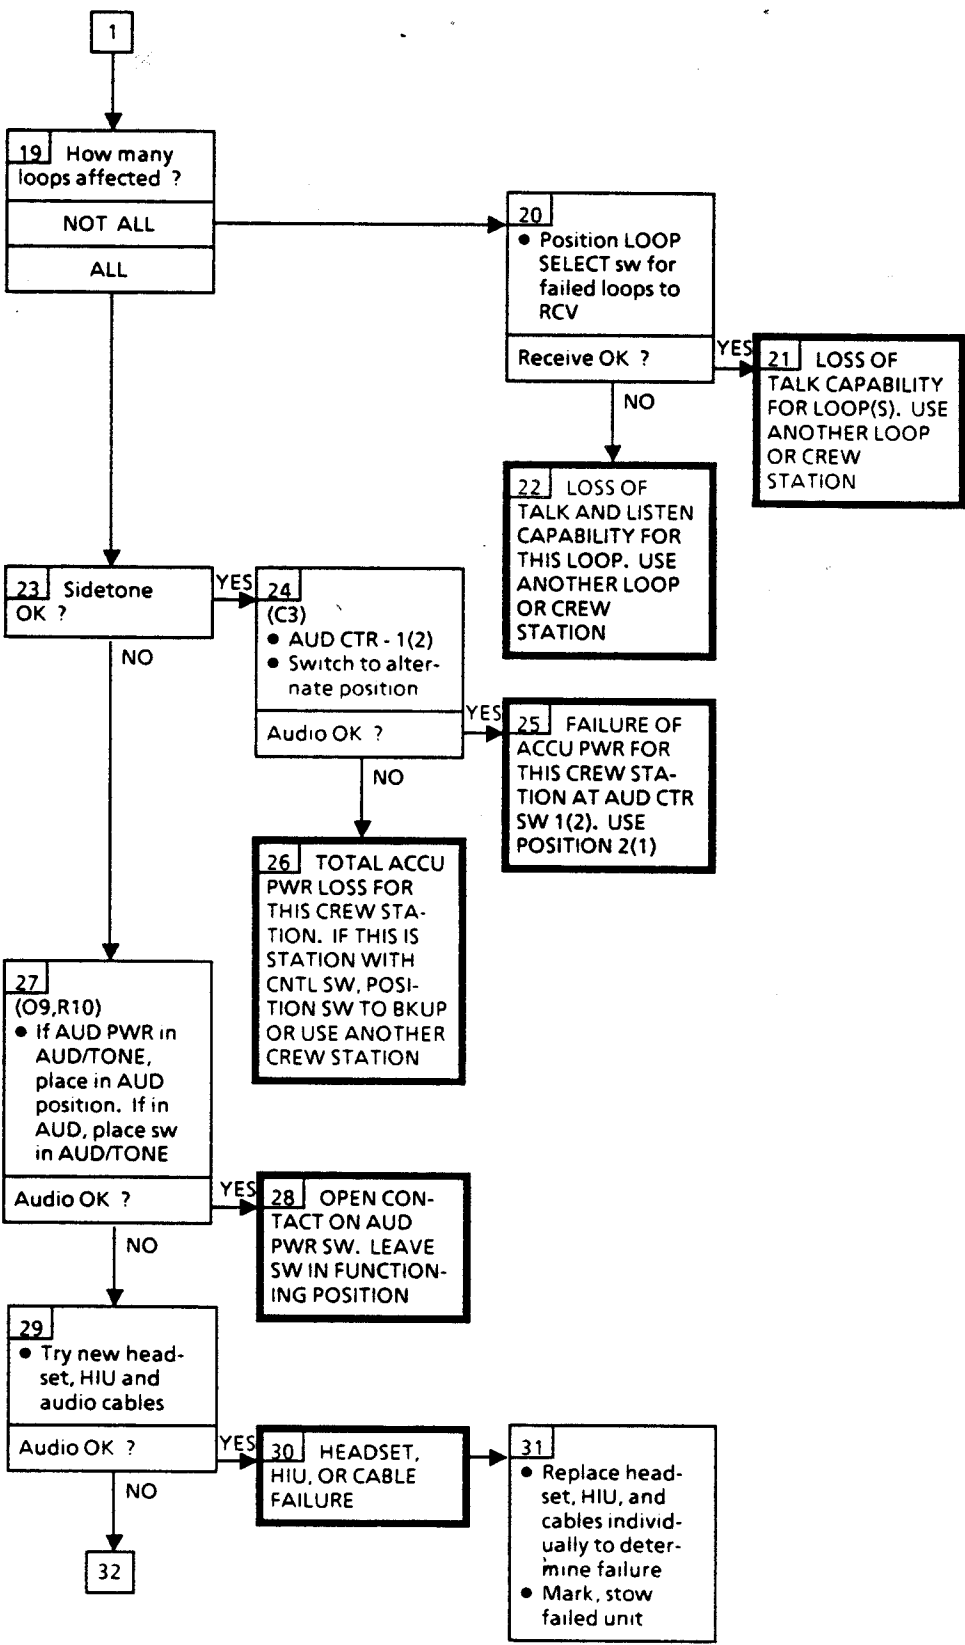 1
19 How many
loops affected ?
NOT ALL
ALL
20
• Position LOOP
SELECT sw for
failed loops to
RCV
Receive OK ?
YES
NO
21 LOSS OF
TALK CAPABILITY
FOR LOOP(S). USE
ANOTHER LOOP
OR CREW
STATION
22 LOSS OF
TALK AND LISTEN
CAPABILITY FOR
THIS LOOP. USE
ANOTHER LOOP
OR CREW
STATION
23 Sidetone
OK ?
YES
NO
24
(C3)
• AUD CTR - 1(2)
• Switch to alter-
nate position
Audio OK ?
YES
NO
25 FAILURE OF
ACCU PWR FOR
THIS CREW STA-
TION AT AUD CTR
SW 1(2). USE
POSITION 2(1)
26 TOTAL ACCU
PWR LOSS FOR
THIS CREW STA-
TION. IF THIS IS
STATION WITH
CNTL SW, POSI-
TION SW TO BKUP
OR USE ANOTHER
CREW STATION
27
(O9,R10)
• If AUD PWR in
AUD/TONE,
place in AUD
position. If in
AUD, place sw
in AUD/TONE
Audio OK ?
YES
NO
28 OPEN CON-
TACT ON AUD
PWR SW. LEAVE
SW IN FUNCTION-
ING POSITION
29
• Try new head-
set, HIU and
audio cables
Audio OK ?
YES
NO
30 HEADSET,
HIU, OR CABLE
FAILURE
31
• Replace head-
set, HIU, and
cables individ-
ually to deter-
mine failure
• Mark, stow
failed unit
32